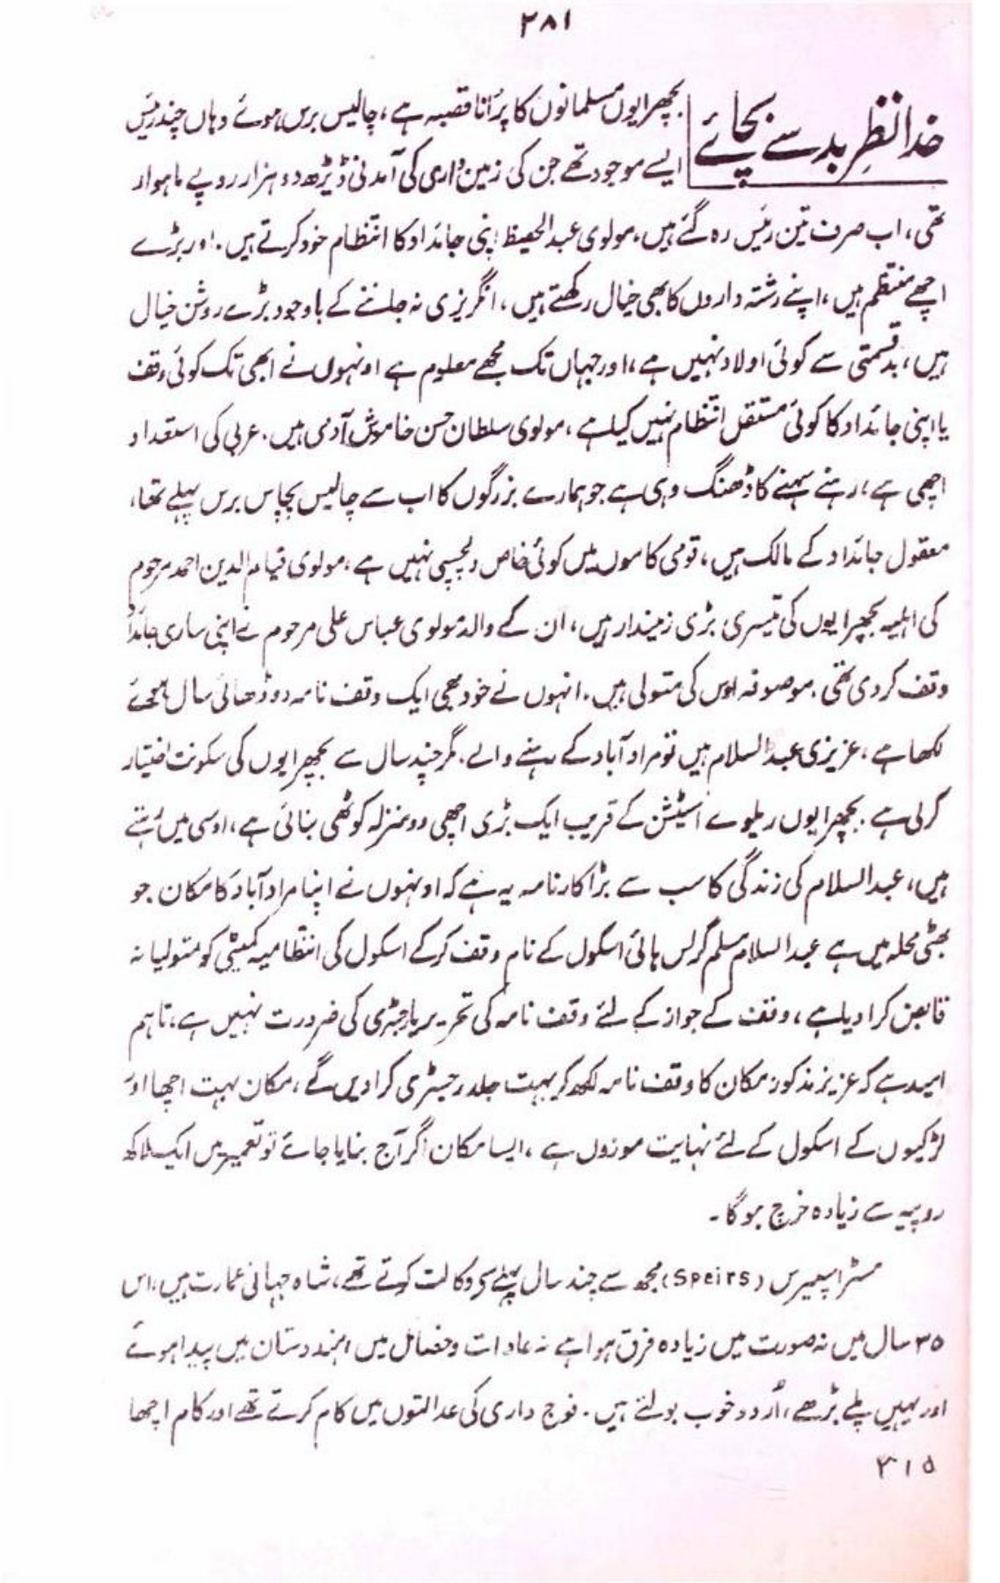 ۳۸۱
خدا نظرِ بد سے بچائے
بچھرایوں مسلمانوں کا پرانا قصبہ ہے، چالیس برس ہوئے وہاں چند رئیس
ایسے موجود تھے جن کی زمین داری کی آمدنی ڈیڑھ دو ہزار روپے ماہوار
تھی، اب صرف تین رئیس رہ گئے ہیں، مولوی عبدالحفیظ اپنی جائداد کا انتظام خود کرتے ہیں۔ اور بڑے
اچھے منتظم ہیں، اپنے رشتہ داروں کا بھی خیال رکھتے ہیں، انگریزی نہ جاننے کے باوجود بڑے روشن خیال
ہیں، بدقسمتی سے کوئی اولاد نہیں ہے، اور جہاں تک مجھے معلوم ہے اونہوں نے ابھی تک کوئی وقف
یا اپنی جائداد کا کوئی مستقل انتظام نہیں کیا ہے، مولوی سلطان حسن خاموش آدمی ہیں۔ عربی کی استعداد
اچھی ہے، رہنے سہنے کا ڈھنگ وہی ہے جو ہمارے بزرگوں کا اب سے چالیس پچاس برس پہلے تھا،
معقول جائداد کے مالک ہیں، قومی کاموں میں کوئی خاص دلچسپی نہیں ہے، مولوی قیام الدین احمد مرحوم
کی اہلیہ بچھرایوں کی تیسری بڑی زمیندار ہیں، ان کے والد مولوی عباس علی مرحوم نے اپنی ساری جائداد
وقف کردی تھی۔ موصوفہ اوس کی متولی ہیں۔ انہوں نے خود بھی ایک وقف نامہ دو ڈھائی سال ہوئے
لکھا ہے، عزیزی عبدالسلام ہیں تو مرادآباد کے رہنے والے۔ مگر چند سال سے بچھرایوں کی سکونت اختیار
کرلی ہے۔ بچھرایوں ریلوے اسٹیشن کے قریب ایک بڑی اچھی دو منزلہ کوٹھی بنائی ہے، اوسی میں رہتے
ہیں، عبدالسلام کی زندگی کا سب سے بڑا کارنامہ یہ ہے کہ اونہوں نے اپنا مرادآباد کا مکان جو
بھٹی محلہ میں ہے عبدالسلام مسلم گرلس ہائی اسکول کے نام وقف کرکے اسکول کی انتظامیہ کمیٹی کو متولیانہ
قابض کرا دیا ہے، وقف کے جواز کے لئے وقف نامہ کی تحریر یا رجسٹری کی ضرورت نہیں ہے، تاہم
امید ہے کہ عزیز مذکور مکان کا وقف نامہ لکھ کر بہت جلد رجسٹری کرادیں گے، مکان بہت اچھا اور
لڑکیوں کے اسکول کے لئے نہایت موزوں ہے، ایسا مکان اگر آج بنایا جائے تو تعمیر میں ایک لاکھ
روپیہ سے زیادہ خرچ ہوگا۔
مسٹر اسپیرس (Speirs) مجھ سے چند سال پہلے سے وکالت کرتے تھے، شاہ جہانی عمارت ہیں، اس
۳۵ سال میں نہ صورت میں زیادہ فرق ہوا ہے نہ عادات و خصائل میں، ہندوستان میں پیدا ہوئے
اور یہیں پلے بڑھے، اُردو خوب بولتے ہیں۔ فوج داری کی عدالتوں میں کام کرتے تھے اور کام اچھا
۳۱۵